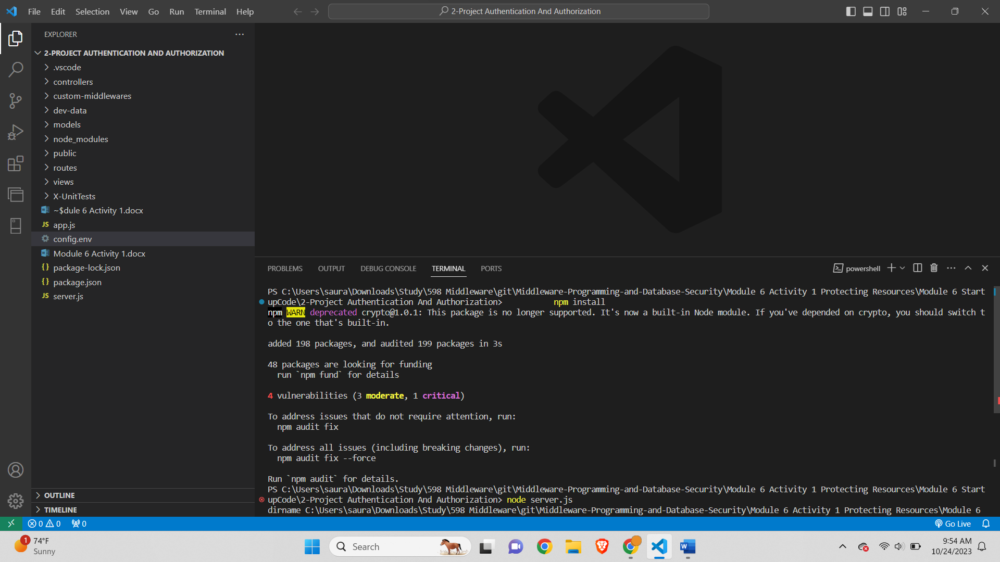 File Edit Selection View Go Run Terminal Help
2-Project Authentication And Authorization
EXPLORER
2-PROJECT AUTHENTICATION AND AUTHORIZATION
.vscode
controllers
custom-middlewares
dev-data
models
node_modules
public
routes
views
X-UnitTests
~$dule 6 Activity 1.docx
JS app.js
config.env
Module 6 Activity 1.docx
{} package-lock.json
{} package.json
JS server.js
OUTLINE
TIMELINE
PROBLEMS OUTPUT DEBUG CONSOLE TERMINAL PORTS
powershell
PS C:\Users\saura\Downloads\Study\598 Middleware\git\Middleware-Programming-and-Database-Security\Module 6 Activity 1 Protecting Resources\Module 6 Start
upCode\2-Project Authentication And Authorization> npm install
npm WARN deprecated crypto@1.0.1: This package is no longer supported. It's now a built-in Node module. If you've depended on crypto, you should switch t
o the one that's built-in.
added 198 packages, and audited 199 packages in 3s
48 packages are looking for funding
run `npm fund` for details
4 vulnerabilities (3 moderate, 1 critical)
To address issues that do not require attention, run:
npm audit fix
To address all issues (including breaking changes), run:
npm audit fix --force
Run `npm audit` for details.
PS C:\Users\saura\Downloads\Study\598 Middleware\git\Middleware-Programming-and-Database-Security\Module 6 Activity 1 Protecting Resources\Module 6 Start
upCode\2-Project Authentication And Authorization> node server.js
dirname C:\Users\saura\Downloads\Study\598 Middleware\git\Middleware-Programming-and-Database-Security\Module 6 Activity 1 Protecting Resources\Module 6
0 0 0
Go Live
1
74°F
Sunny
Search
9:54 AM
10/24/2023